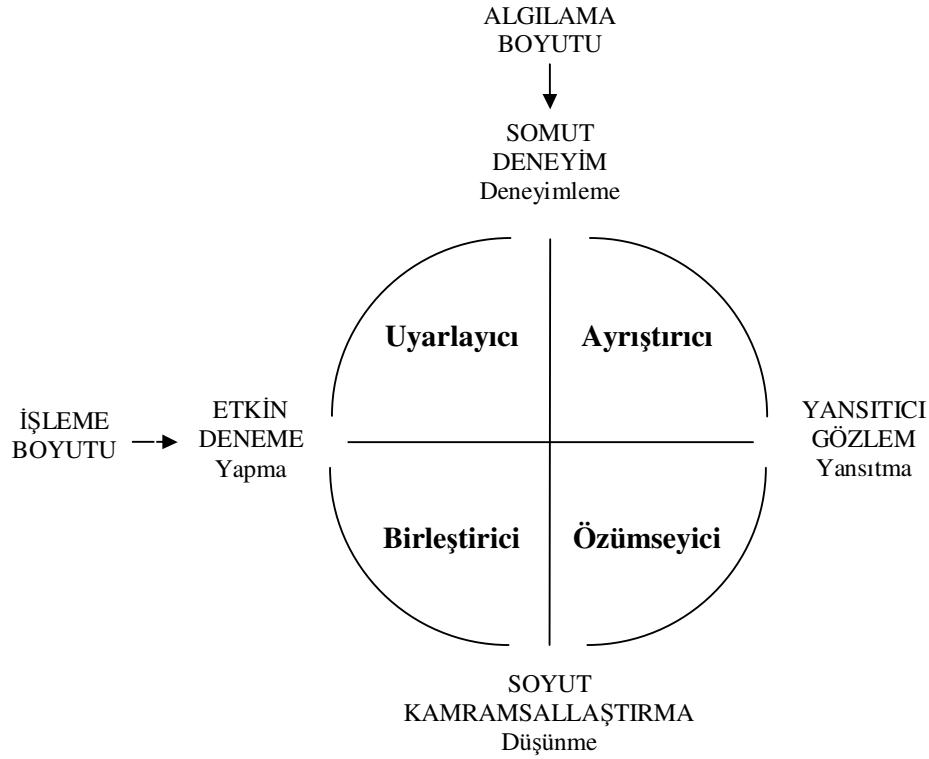 ALGILAMA
BOYUTU
SOMUT
DENEYİM
Deneyimleme
Uyarlayıcı
Ayrıştırıcı
İŞLEME
BOYUTU
ETKİN
DENEME
Yapma
YANSITICI
GÖZLEM
Yansıtma
Birleştirici
Özümseyici
SOYUT
KAMRAMSALLAŞTIRMA
Düşünme